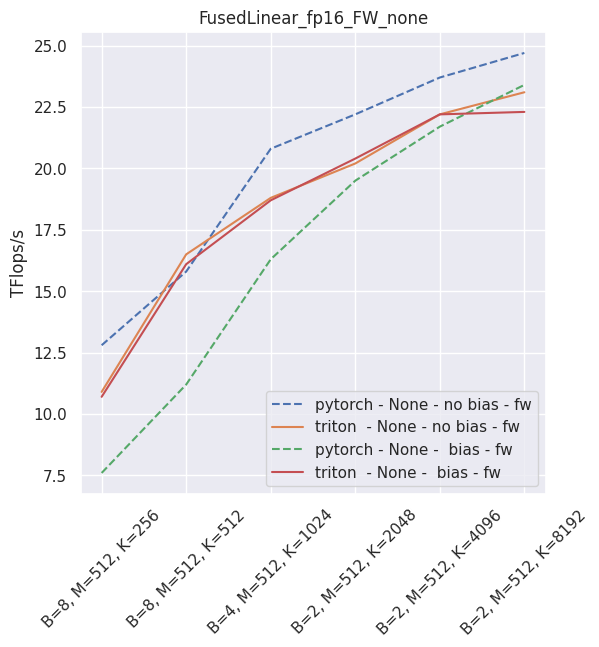 FusedLinear_fp16_FW_none
TFlops/s
25.0
22.5
20.0
17.5
15.0
12.5
10.0
7.5
pytorch - None - no bias - fw
triton  - None - no bias - fw
pytorch - None -  bias - fw
triton  - None -  bias - fw
B=8, M=512, K=256
B=8, M=512, K=512
B=4, M=512, K=1024
B=2, M=512, K=2048
B=2, M=512, K=4096
B=2, M=512, K=8192